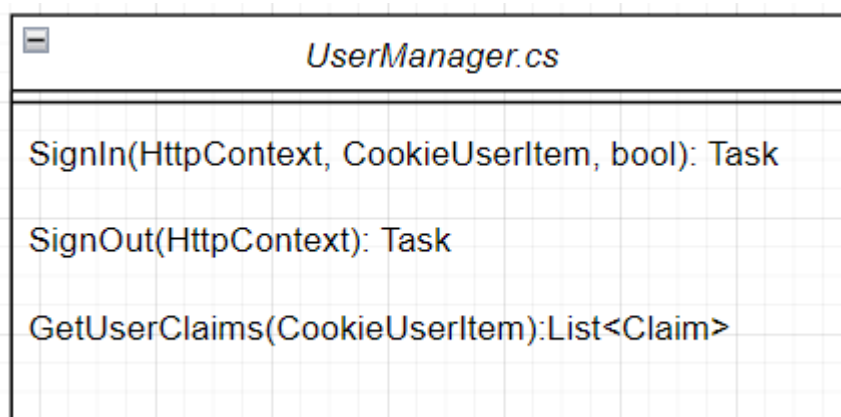 UserManager.cs
SignIn(HttpContext, CookieUserItem, bool): Task
SignOut(HttpContext): Task
GetUserClaims(CookieUserItem):List<Claim>